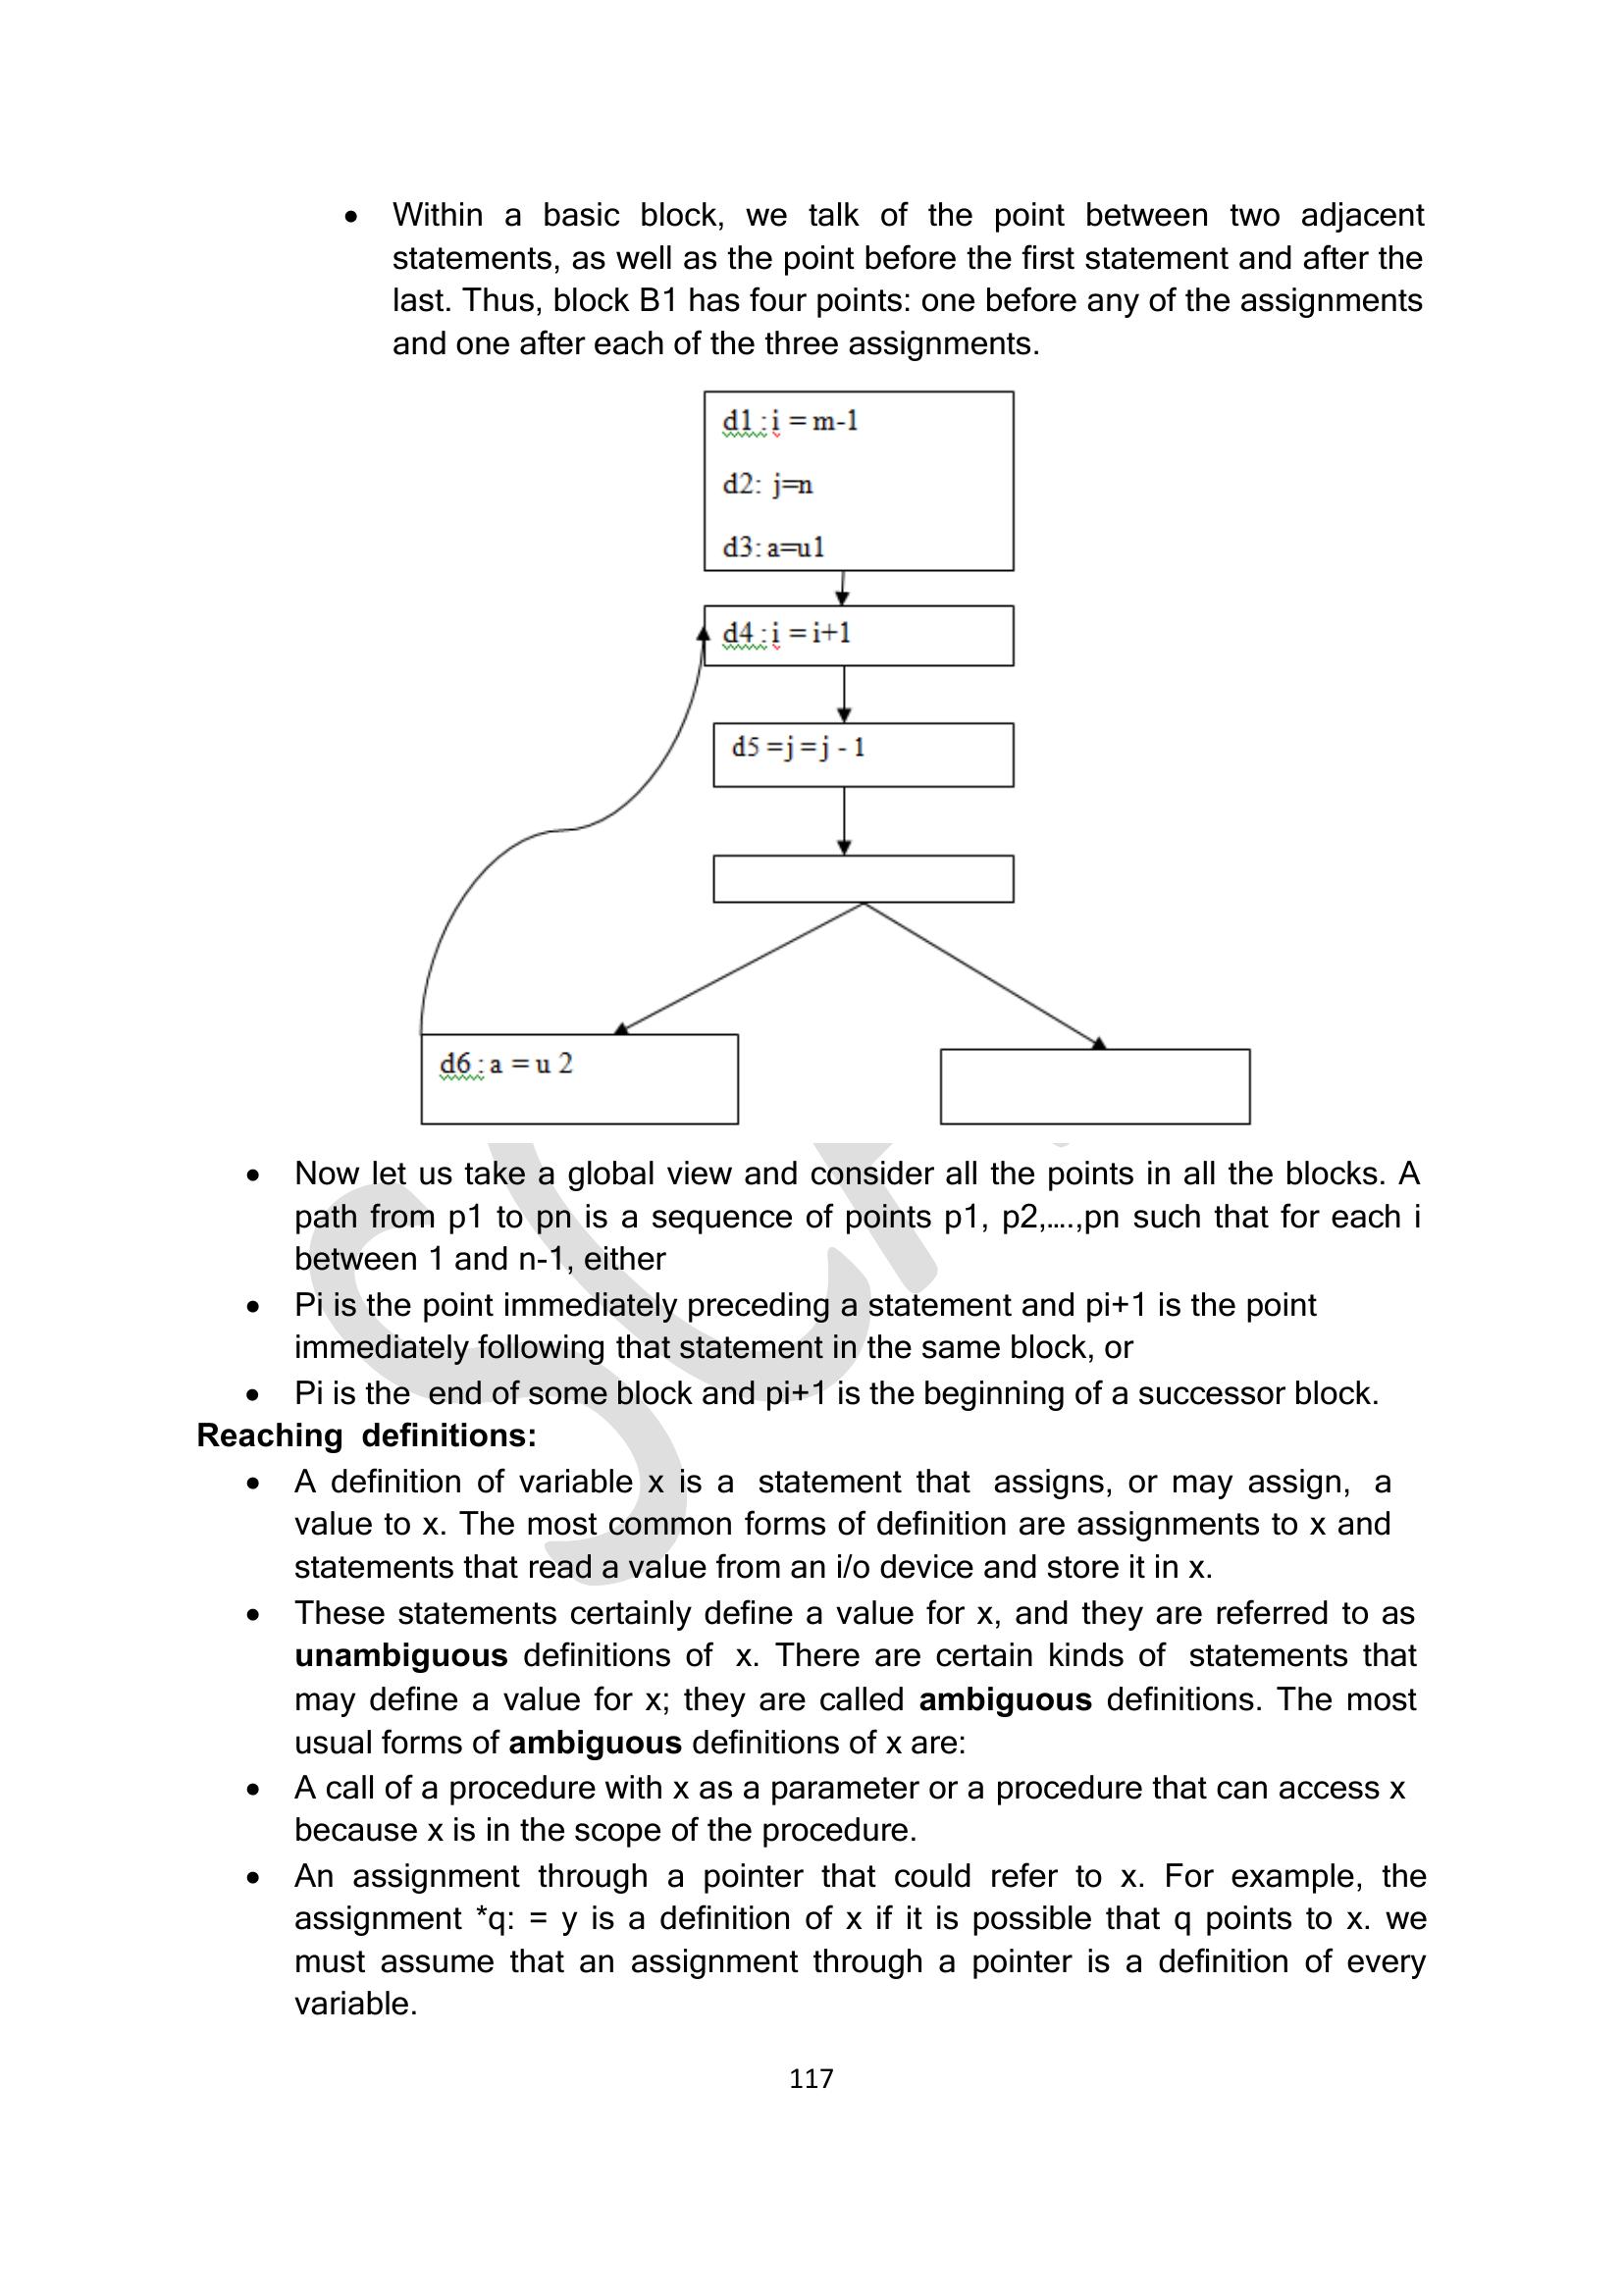 • Within a basic block, we talk of the point between two adjacent
statements, as well as the point before the first statement and after the
last. Thus, block B1 has four points: one before any of the assignments
and one after each of the three assignments.
d1 : i = m-1
d2: j=n
d3: a=u1
d4 : i = i+1
d5 =j = j - 1
d6 : a = u 2
• Now let us take a global view and consider all the points in all the blocks. A
path from p1 to pn is a sequence of points p1, p2,….,pn such that for each i
between 1 and n-1, either
• Pi is the point immediately preceding a statement and pi+1 is the point
immediately following that statement in the same block, or
• Pi is the end of some block and pi+1 is the beginning of a successor block.
Reaching definitions:
• A definition of variable x is a statement that assigns, or may assign, a
value to x. The most common forms of definition are assignments to x and
statements that read a value from an i/o device and store it in x.
• These statements certainly define a value for x, and they are referred to as
unambiguous definitions of x. There are certain kinds of statements that
may define a value for x; they are called ambiguous definitions. The most
usual forms of ambiguous definitions of x are:
• A call of a procedure with x as a parameter or a procedure that can access x
because x is in the scope of the procedure.
• An assignment through a pointer that could refer to x. For example, the
assignment *q: = y is a definition of x if it is possible that q points to x. we
must assume that an assignment through a pointer is a definition of every
variable.
117